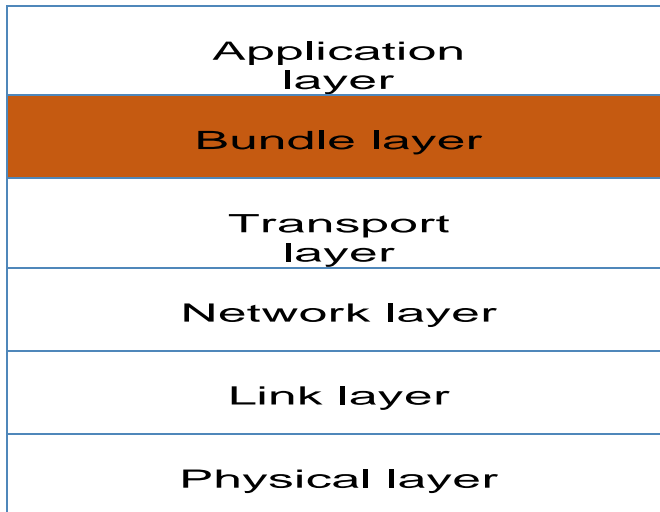 Application
layer
Bundle layer
Transport
layer
Network layer
Link layer
Physical layer